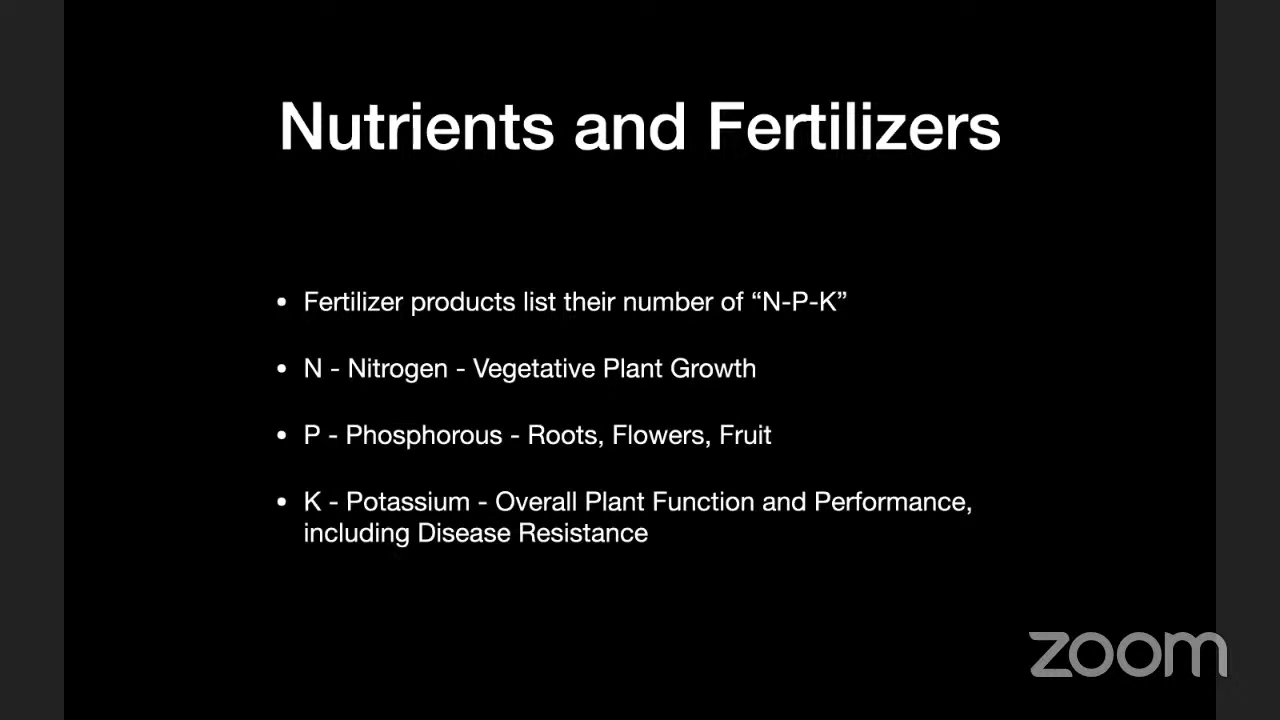 Nutrients and Fertilizers
• Fertilizer products list their number of “N-P-K”
• N - Nitrogen - Vegetative Plant Growth
• P - Phosphorous - Roots, Flowers, Fruit
• K - Potassium - Overall Plant Function and Performance,
including Disease Resistance
zoom